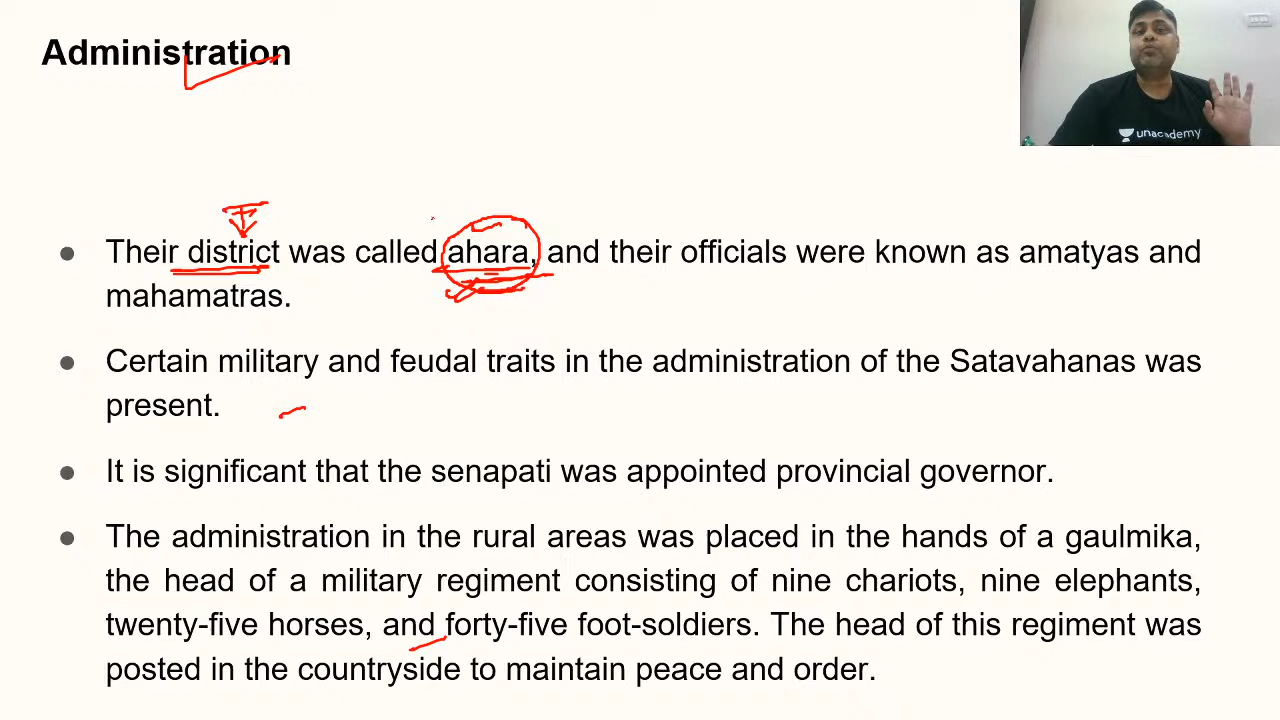 Administration
unacademy
Their district was called ahara, and their officials were known as amatyas and
mahamatras.
Certain military and feudal traits in the administration of the Satavahanas was
present.
It is significant that the senapati was appointed provincial governor.
The administration in the rural areas was placed in the hands of a gaulmika,
the head of a military regiment consisting of nine chariots, nine elephants,
twenty-five horses, and forty-five foot-soldiers. The head of this regiment was
posted in the countryside to maintain peace and order.